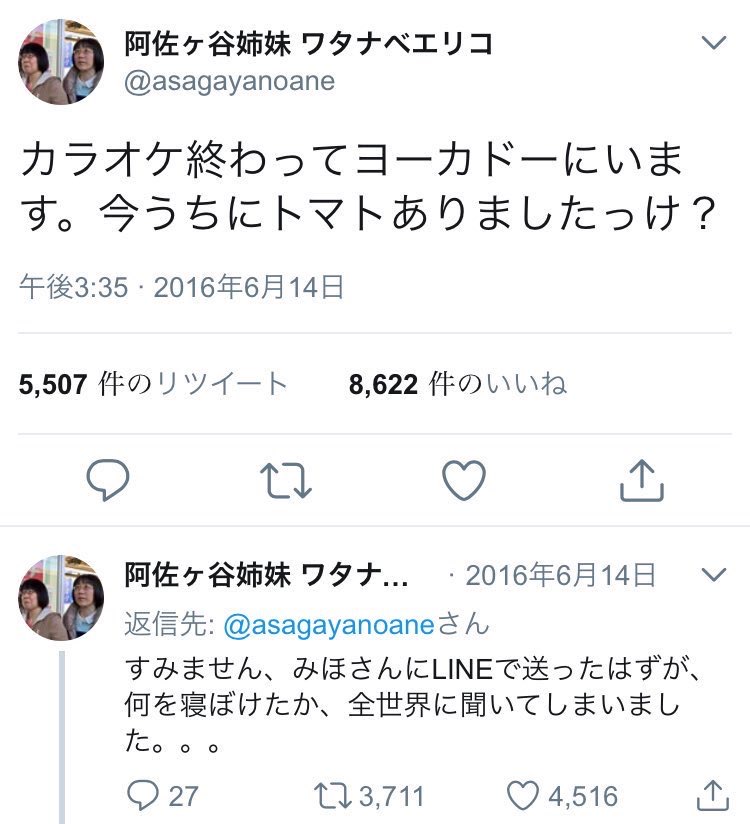 阿佐ヶ谷姉妹 ワタナベエリコ
@asagayanoane
カラオケ終わってヨーカドーにいま
す。今うちにトマトありましたっけ？
午後3:35 · 2016年6月14日
5,507 件のリツイート 8,622 件のいいね
阿佐ヶ谷姉妹 ワタナ... · 2016年6月14日
返信先: @asagayanoaneさん
すみません、みほさんにLINEで送ったはずが、
何を寝ぼけたか、全世界に聞いてしまいまし
た。。。
27 3,711 4,516